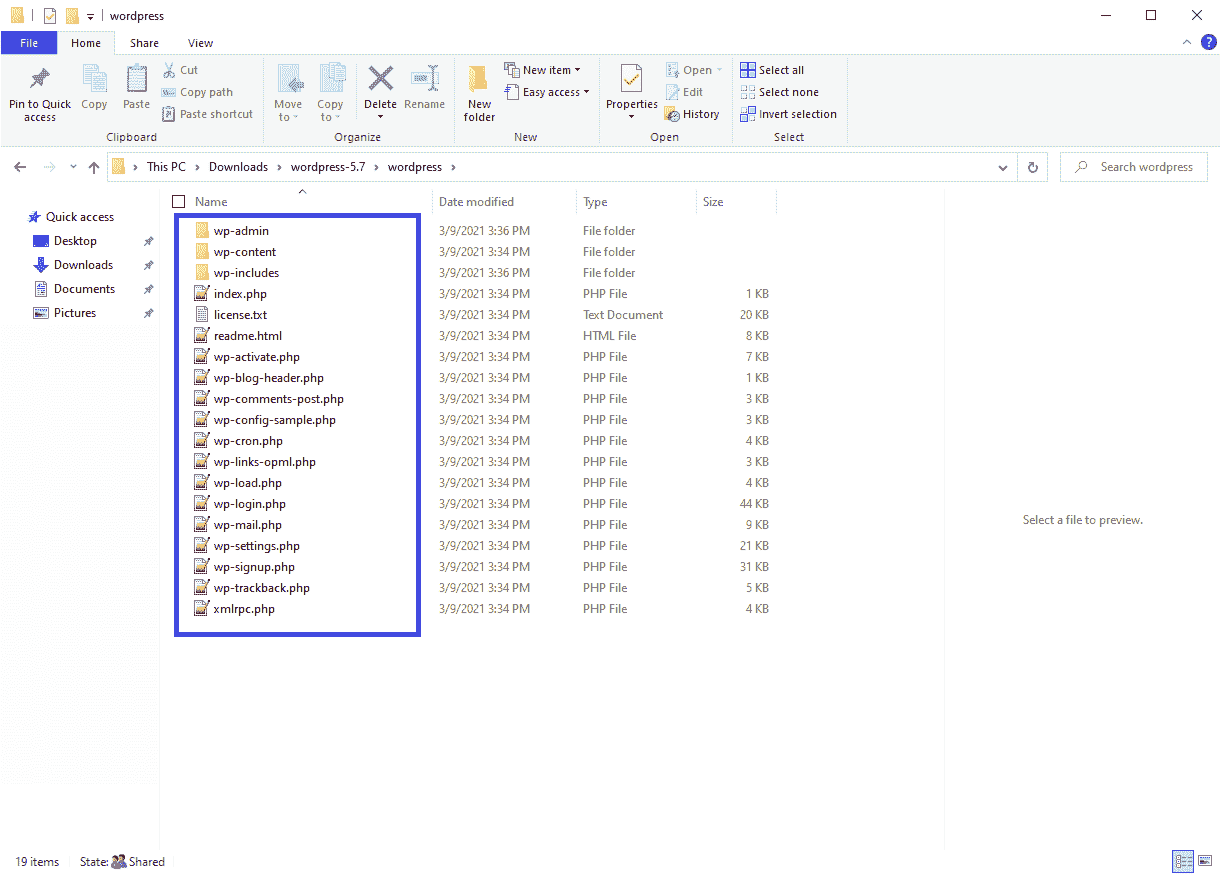 wordpress
File Home Share View ?
Pin to Quick access
Copy
Paste
Cut
Copy path
Paste shortcut
Clipboard
Move to
Copy to
Delete
Rename
Organize
New folder
New item
Easy access
New
Properties
Open
Edit
History
Open
Select all
Select none
Invert selection
Select
This PC > Downloads > wordpress-5.7 > wordpress >
Search wordpress
Quick access
Desktop
Downloads
Documents
Pictures
Name Date modified Type Size
wp-admin 3/9/2021 3:36 PM File folder
wp-content 3/9/2021 3:34 PM File folder
wp-includes 3/9/2021 3:36 PM File folder
index.php 3/9/2021 3:34 PM PHP File 1 KB
license.txt 3/9/2021 3:34 PM Text Document 20 KB
readme.html 3/9/2021 3:34 PM HTML File 8 KB
wp-activate.php 3/9/2021 3:34 PM PHP File 7 KB
wp-blog-header.php 3/9/2021 3:34 PM PHP File 1 KB
wp-comments-post.php 3/9/2021 3:34 PM PHP File 3 KB
wp-config-sample.php 3/9/2021 3:34 PM PHP File 3 KB
wp-cron.php 3/9/2021 3:34 PM PHP File 4 KB
wp-links-opml.php 3/9/2021 3:34 PM PHP File 3 KB
wp-load.php 3/9/2021 3:34 PM PHP File 4 KB
wp-login.php 3/9/2021 3:34 PM PHP File 44 KB
wp-mail.php 3/9/2021 3:34 PM PHP File 9 KB
wp-settings.php 3/9/2021 3:34 PM PHP File 21 KB
wp-signup.php 3/9/2021 3:34 PM PHP File 31 KB
wp-trackback.php 3/9/2021 3:34 PM PHP File 5 KB
xmlrpc.php 3/9/2021 3:34 PM PHP File 4 KB
Select a file to preview.
19 items State: Shared